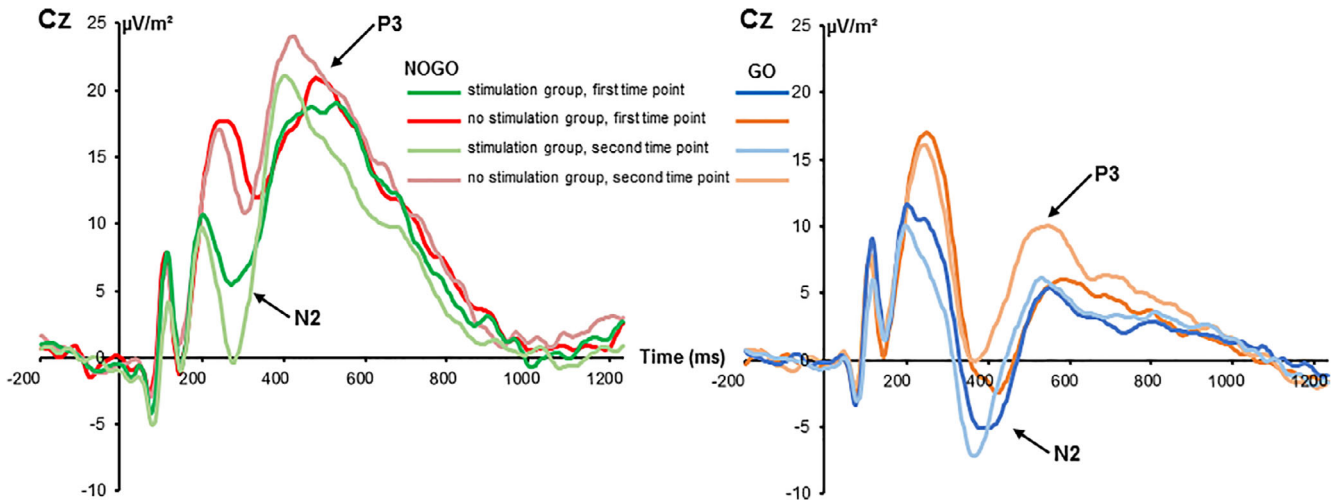 Cz
µV/m²
25
20
15
10
5
0
-5
-10
-200
200
400
600
800
1000
1200
Time (ms)
P3
N2
NOGO
GO
stimulation group, first time point
no stimulation group, first time point
stimulation group, second time point
no stimulation group, second time point
Cz
µV/m²
25
20
15
10
5
0
-5
-10
-200
200
400
600
800
1000
1200
P3
N2